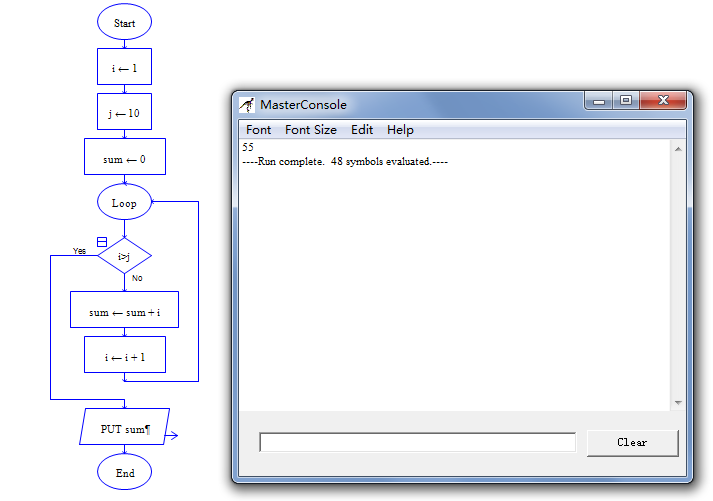 Start
i ← 1
j ← 10
sum ← 0
Loop
i>j
Yes
No
sum ← sum + i
i ← i + 1
PUT sum¶
End
MasterConsole
Font Font Size Edit Help
55
----Run complete.  48 symbols evaluated.----
Clear